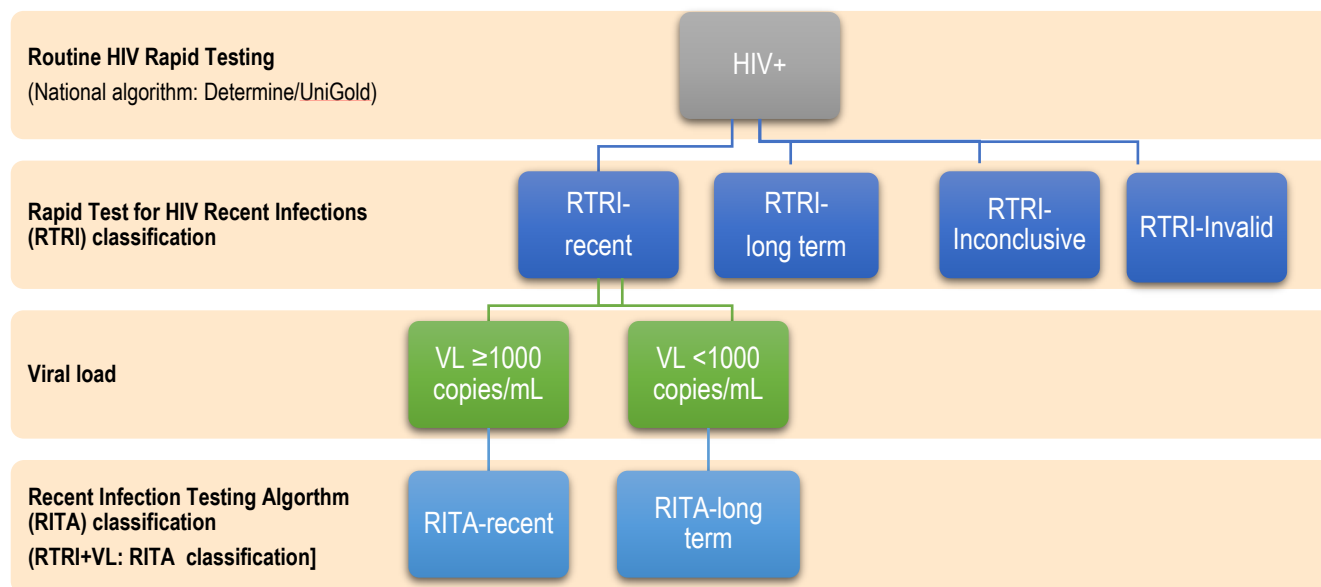 Routine HIV Rapid Testing
(National algorithm: Determine/UniGold)
HIV+
Rapid Test for HIV Recent Infections
(RTRI) classification
RTRI-
recent
RTRI-
long term
RTRI-
Inconclusive
RTRI-Invalid
Viral load
VL ≥1000
copies/mL
VL <1000
copies/mL
Recent Infection Testing Algorthm
(RITA) classification
(RTRI+VL: RITA classification]
RITA-recent
RITA-long
term